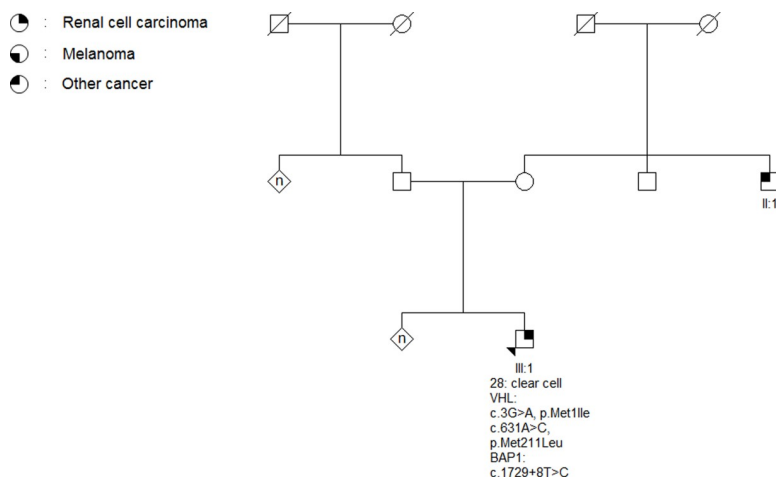 : Renal cell carcinoma
: Melanoma
: Other cancer
n
II:1
n
III:1
28: clear cell
VHL:
c.3G>A, p.Met1Ile
c.631A>C,
p.Met211Leu
BAP1:
c.1729+8T>C